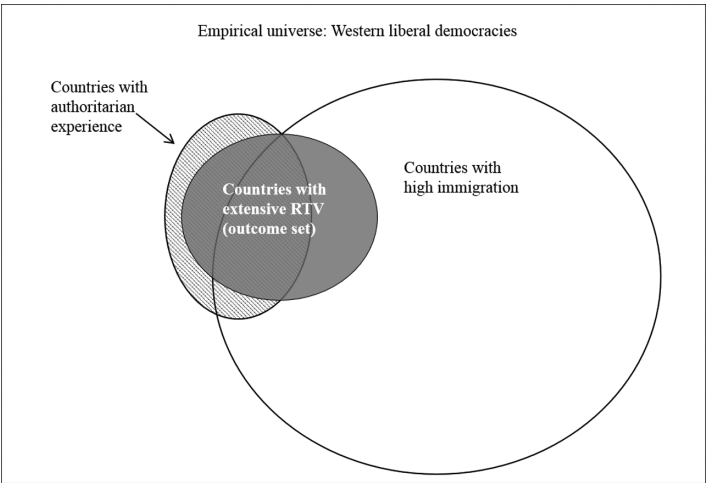 Empirical universe: Western liberal democracies
Countries with
authoritarian
experience
Countries with
high immigration
Countries with
extensive RTV
(outcome set)